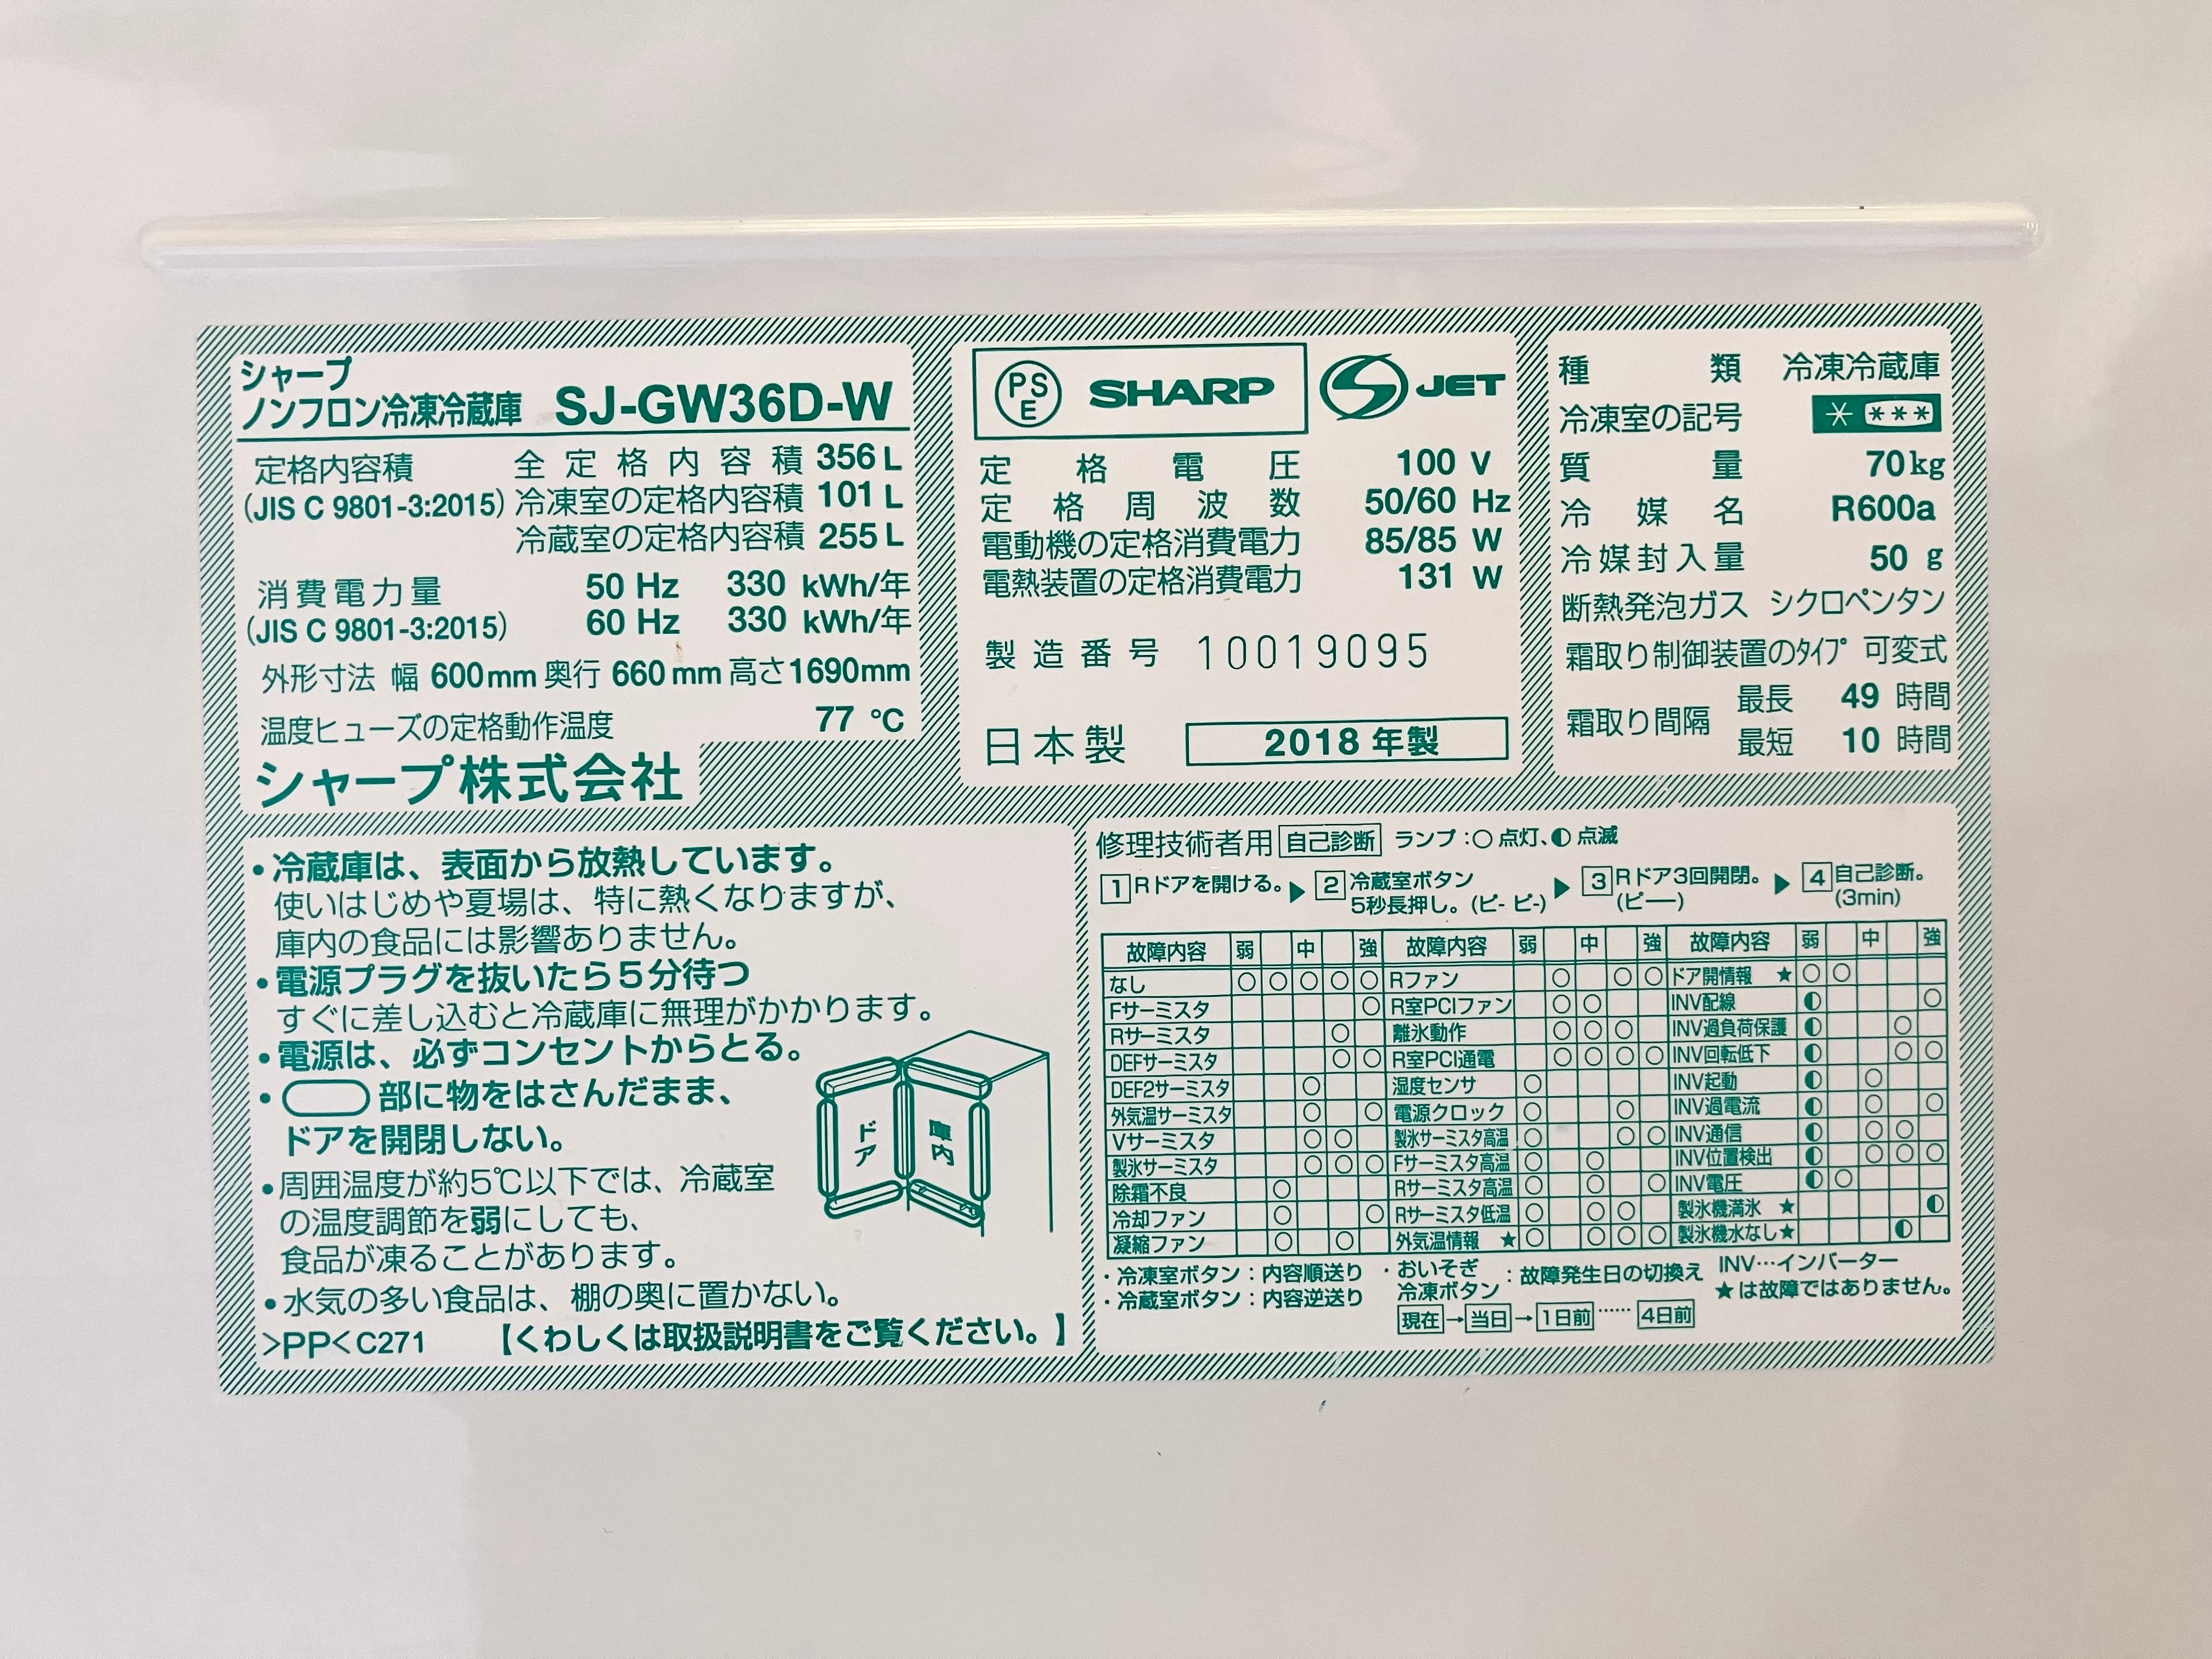 シャープ
ノンフロン冷凍冷蔵庫 SJ-GW36D-W
定格内容積 全定格内容積 356 L
(JIS C 9801-3:2015) 冷凍室の定格内容積 101 L
冷蔵室の定格内容積 255 L
消費電力量 50 Hz 330 kWh/年
(JIS C 9801-3:2015) 60 Hz 330 kWh/年
外形寸法 幅 600mm 奥行 660mm 高さ1690mm
温度ヒューズの定格動作温度 77 ℃
シャープ株式会社
PS
E
SHARP
JET
定格電圧 100 V
定格周波数 50/60 Hz
電動機の定格消費電力 85/85 W
電熱装置の定格消費電力 131 W
製造番号 10019095
日本製 2018年製
種類 冷凍冷蔵庫
冷凍室の記号 * ***
質量 70kg
冷媒名 R600a
冷媒封入量 50 g
断熱発泡ガス シクロペンタン
霜取り制御装置のタイプ 可変式
霜取り間隔 最長 49 時間
最短 10 時間
・冷蔵庫は、表面から放熱しています。
使いはじめや夏場は、特に熱くなりますが、
庫内の食品には影響ありません。
・電源プラグを抜いたら5分待つ
すぐに差し込むと冷蔵庫に無理がかかります。
・電源は、必ずコンセントからとる。
・部に物をはさんだまま、
ドアを開閉しない。
・周囲温度が約5℃以下では、冷蔵室
の温度調節を弱にしても、
食品が凍ることがあります。
・水気の多い食品は、棚の奥に置かない。
>PP< C271 【くわしくは取扱説明書をご覧ください。】
ドア
庫内
修理技術者用 自己診断 ランプ:○点灯、◐点滅
1 Rドアを開ける。▶ 2 冷蔵室ボタン 5秒長押し。(ピ- ピ-) ▶ 3 Rドア3回開閉。(ピー) ▶ 4 自己診断。(3min)
故障内容 弱 中 強 故障内容 弱 中 強 故障内容 弱 中 強
なし ○ ○ ○ ○ ○ Rファン ○ ○ ○ ドア開情報 ★ ○ ○
Fサーミスタ ○ R室PCIファン ○ ○ INV配線 ◐ ○
Rサーミスタ ○ 離氷動作 ○ ○ ○ INV過負荷保護 ◐ ○
DEFサーミスタ ○ ○ R室PCI通電 ○ ○ ○ ○ INV回転低下 ◐ ○ ○
DEF2サーミスタ ○ 湿度センサ ○ INV起動 ◐ ○
外気温サーミスタ ○ ○ 電源クロック ○ ○ INV過電流 ◐ ○ ○
Vサーミスタ ○ ○ 製氷サーミスタ高温 ○ ○ ○ INV通信 ◐ ○ ○
製氷サーミスタ ○ ○ ○ Fサーミスタ高温 ○ ○ INV位置検出 ◐ ○ ○ ○
除霜不良 ○ Rサーミスタ高温 ○ ○ ○ INV電圧 ◐ ○
冷却ファン ○ ○ Rサーミスタ低温 ○ ○ ○ 製氷機満氷 ★ ◐
凝縮ファン ○ ○ 外気温情報 ★ ○ ○ ○ ○ 製氷機水なし★ ◐
・冷凍室ボタン:内容順送り
・冷蔵室ボタン:内容逆送り
・おいそぎ冷凍ボタン:故障発生日の切換え
現在→当日→1日前……4日前
INV…インバーター
★は故障ではありません。